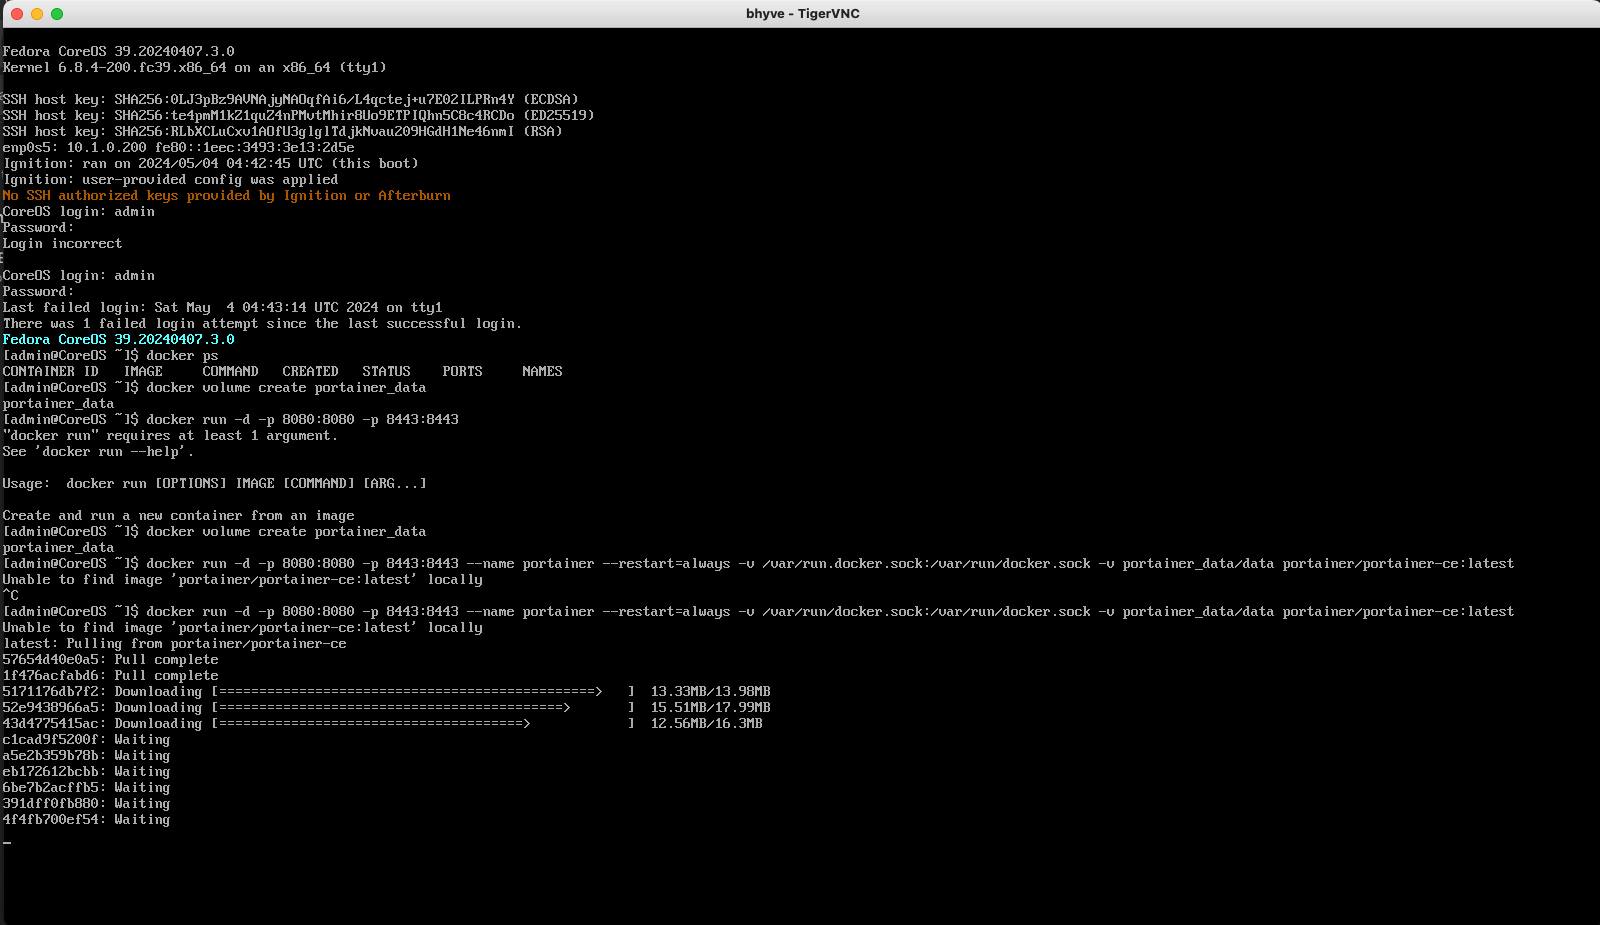 bhyve - TigerVNC
Fedora CoreOS 39.20240407.3.0
Kernel 6.8.4-200.fc39.x86_64 on an x86_64 (tty1)
SSH host key: SHA256:0LJ3pBz9AVNAjyNAOqfAi6/L4qctej+u7E02ILPRn4Y (ECDSA)
SSH host key: SHA256:te4pmM1kZ1quZ4nPMvtMhir8Uo9ETPIQhn5C8c4RCDo (ED25519)
SSH host key: SHA256:RLbXCLuCxv1AOfU3glglTdjkNvau209HGdH1Ne46nmI (RSA)
enp0s5: 10.1.0.200 fe80::1eec:3493:3e13:2d5e
Ignition: ran on 2024/05/04 04:42:45 UTC (this boot)
Ignition: user-provided config was applied
No SSH authorized keys provided by Ignition or Afterburn
CoreOS login: admin
Password:
Login incorrect
CoreOS login: admin
Password:
Last failed login: Sat May  4 04:43:14 UTC 2024 on tty1
There was 1 failed login attempt since the last successful login.
Fedora CoreOS 39.20240407.3.0
[admin@CoreOS ~]$ docker ps
CONTAINER ID   IMAGE     COMMAND   CREATED   STATUS    PORTS     NAMES
[admin@CoreOS ~]$ docker volume create portainer_data
portainer_data
[admin@CoreOS ~]$ docker run -d -p 8080:8080 -p 8443:8443
"docker run" requires at least 1 argument.
See 'docker run --help'.
Usage:  docker run [OPTIONS] IMAGE [COMMAND] [ARG...]
Create and run a new container from an image
[admin@CoreOS ~]$ docker volume create portainer_data
portainer_data
[admin@CoreOS ~]$ docker run -d -p 8080:8080 -p 8443:8443 --name portainer --restart=always -v /var/run.docker.sock:/var/run/docker.sock -v portainer_data/data portainer/portainer-ce:latest
Unable to find image 'portainer/portainer-ce:latest' locally
^C
[admin@CoreOS ~]$ docker run -d -p 8080:8080 -p 8443:8443 --name portainer --restart=always -v /var/run/docker.sock:/var/run/docker.sock -v portainer_data/data portainer/portainer-ce:latest
Unable to find image 'portainer/portainer-ce:latest' locally
latest: Pulling from portainer/portainer-ce
57654d40e0a5: Pull complete
1f476acfabd6: Pull complete
5171176db7f2: Downloading [===============================================>   ]  13.33MB/13.98MB
52e9438966a5: Downloading [===========================================>       ]  15.51MB/17.99MB
43d4775415ac: Downloading [======================================>            ]  12.56MB/16.3MB
c1cad9f5200f: Waiting
a5e2b359b78b: Waiting
eb172612bcbb: Waiting
6be7b2acffb5: Waiting
391dff0fb880: Waiting
4f4fb700ef54: Waiting